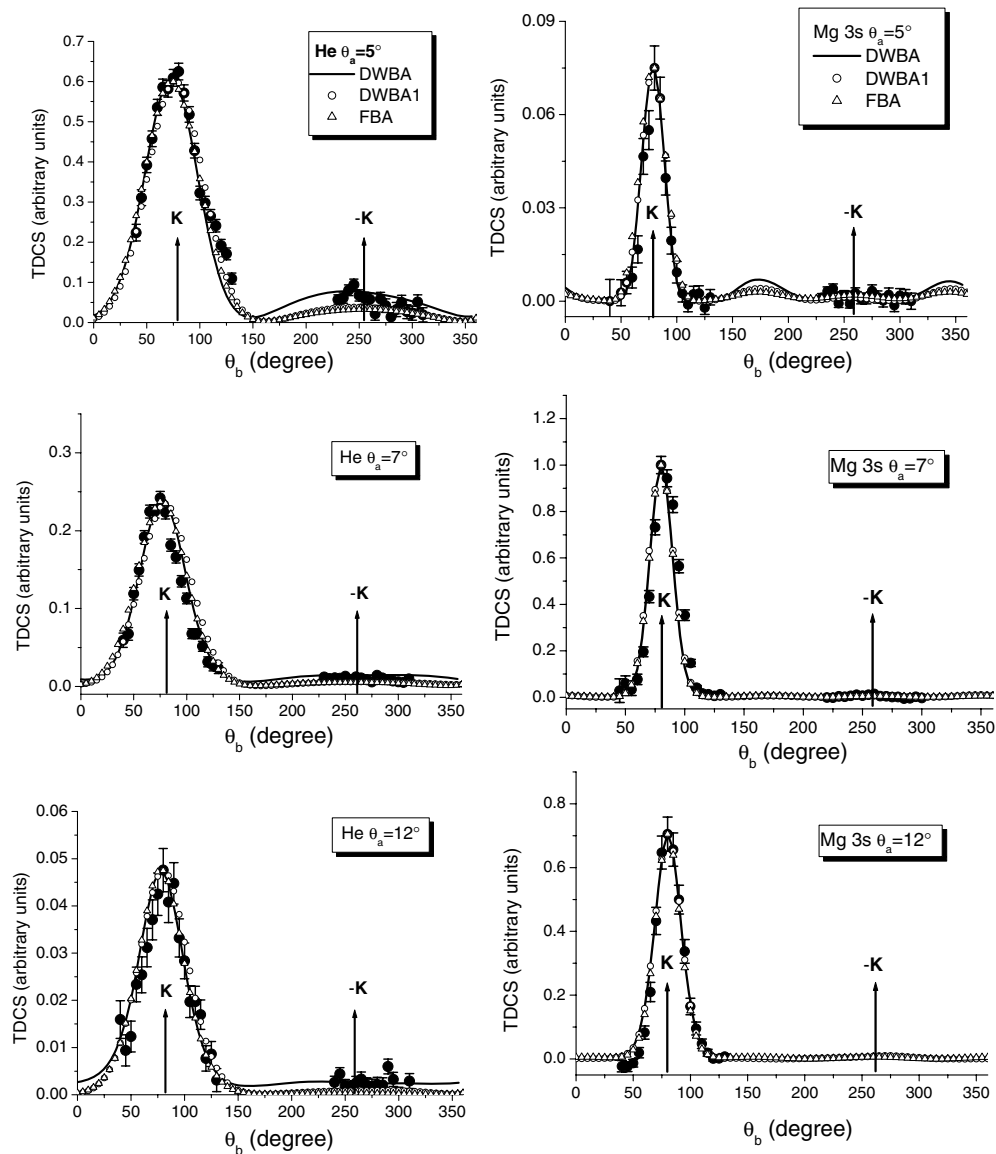 He θa=5°
DWBA
DWBA1
FBA
K
-K
0.7
0.6
0.5
0.4
0.3
0.2
0.1
0.0
0 50 100 150 200 250 300 350
TDCS (arbitrary units)
θb (degree)
Mg 3s θa=5°
DWBA
DWBA1
FBA
K
-K
0.09
0.06
0.03
0.00
0 50 100 150 200 250 300 350
TDCS (arbitrary units)
θb (degree)
He θa=7°
K
-K
0.3
0.2
0.1
0.0
0 50 100 150 200 250 300 350
TDCS (arbitrary units)
θb (degree)
Mg 3s θa=7°
K
-K
1.2
1.0
0.8
0.6
0.4
0.2
0.0
0 50 100 150 200 250 300 350
TDCS (arbitrary units)
θb (degree)
He θa=12°
K
-K
0.06
0.05
0.04
0.03
0.02
0.01
0.00
0 50 100 150 200 250 300 350
TDCS (arbitrary units)
θb (degree)
Mg 3s θa=12°
K
-K
0.8
0.6
0.4
0.2
0.0
0 50 100 150 200 250 300 350
TDCS (arbitrary units)
θb (degree)